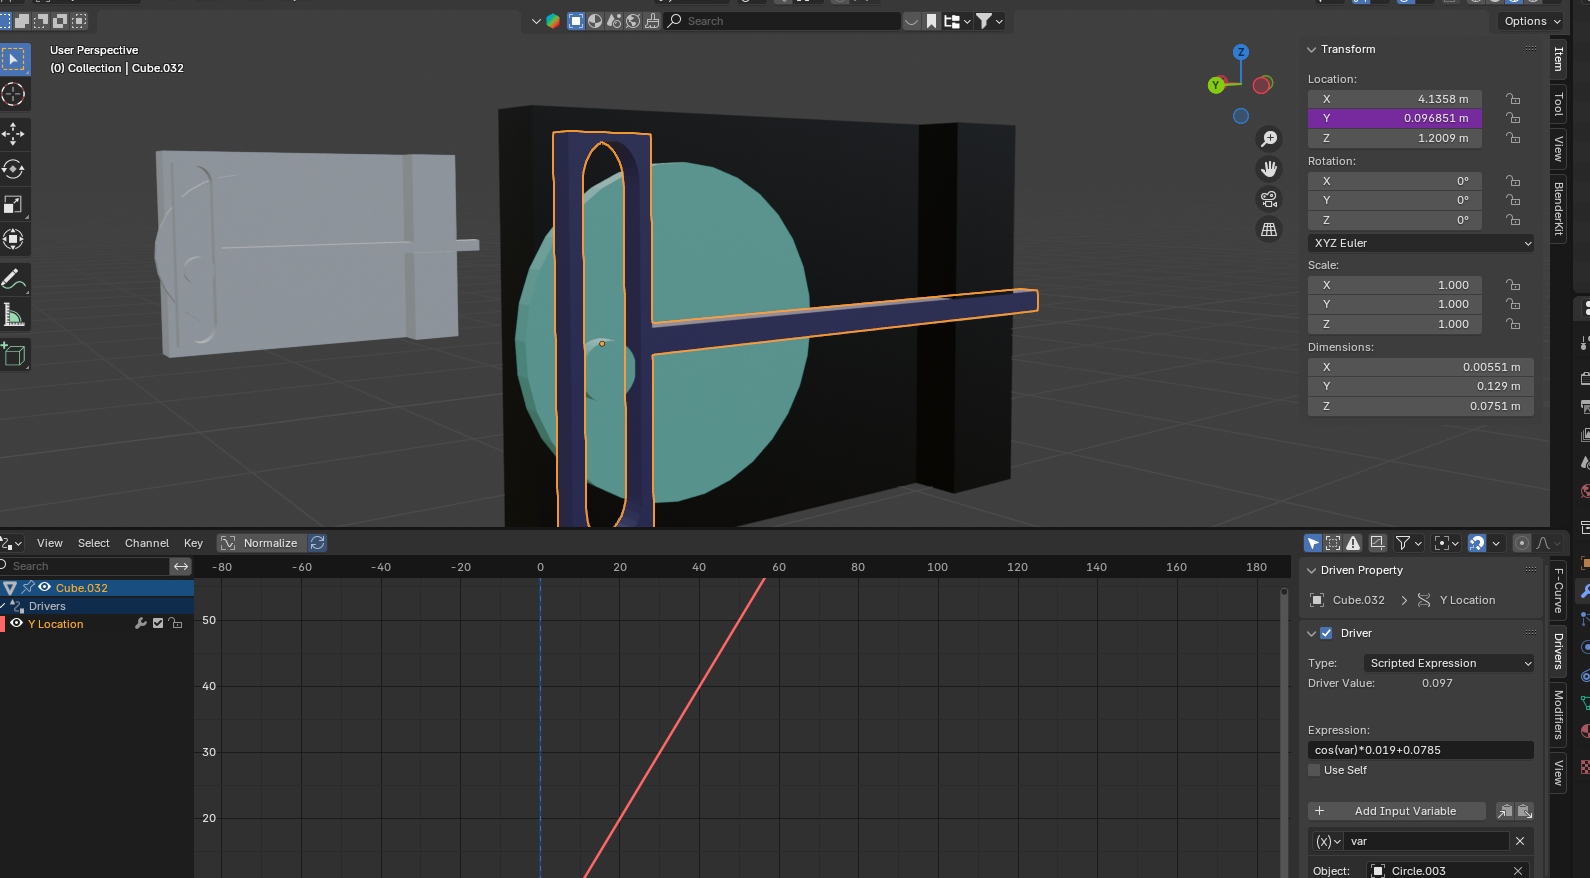 Search
Options
User Perspective
(0) Collection | Cube.032
Z
Y
Transform
Location:
X 4.1358 m
Y 0.096851 m
Z 1.2009 m
Rotation:
X 0°
Y 0°
Z 0°
XYZ Euler
Scale:
X 1.000
Y 1.000
Z 1.000
Dimensions:
X 0.00551 m
Y 0.129 m
Z 0.0751 m
Item
Tool
View
BlenderKit
View Select Channel Key Normalize
Search
-80 -60 -40 -20 0 20 40 60 80 100 120 140 160 180
Cube.032
Drivers
Y Location
50
40
30
20
Driven Property
Cube.032 Y Location
Driver
Type: Scripted Expression
Driver Value: 0.097
Expression:
cos(var)*0.019+0.0785
Use Self
+ Add Input Variable
(x) var
Object: Circle.003
F-Curve
Drivers
Modifiers
View